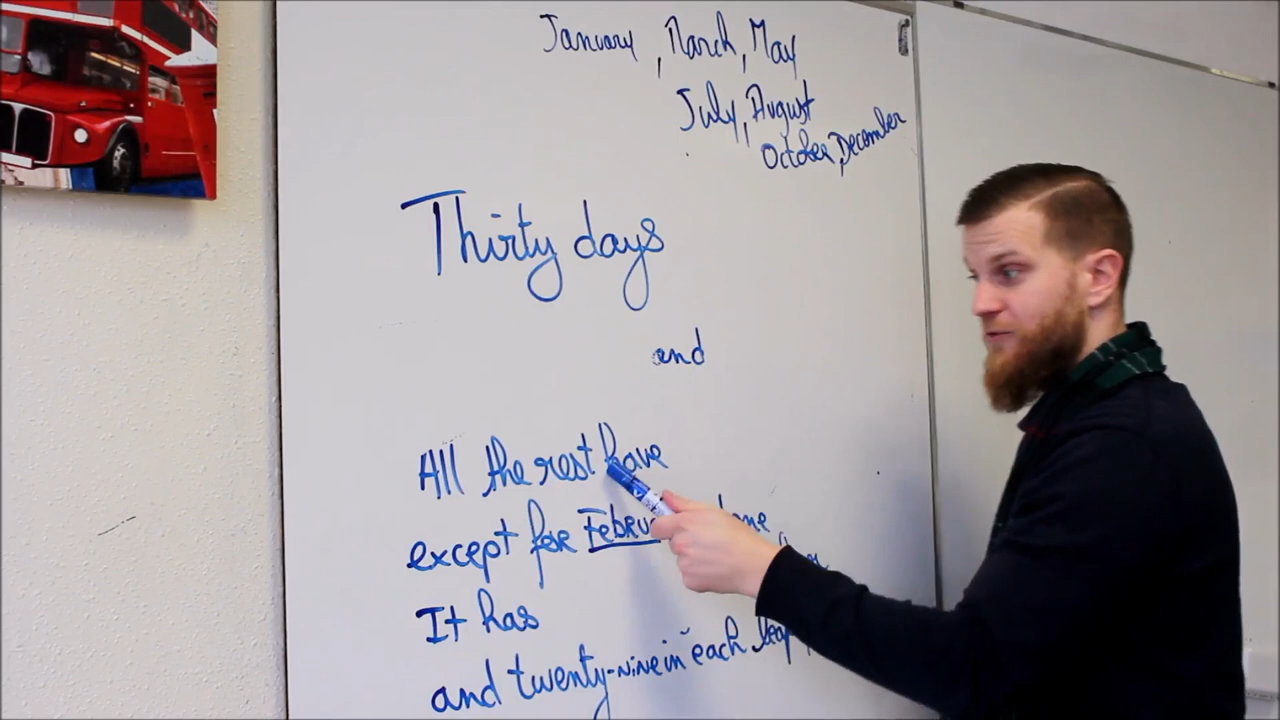 January, March, May
July, August
October, December
Thirty days
and
All the rest have
except for Febru
It has
and twenty-nine in each leap